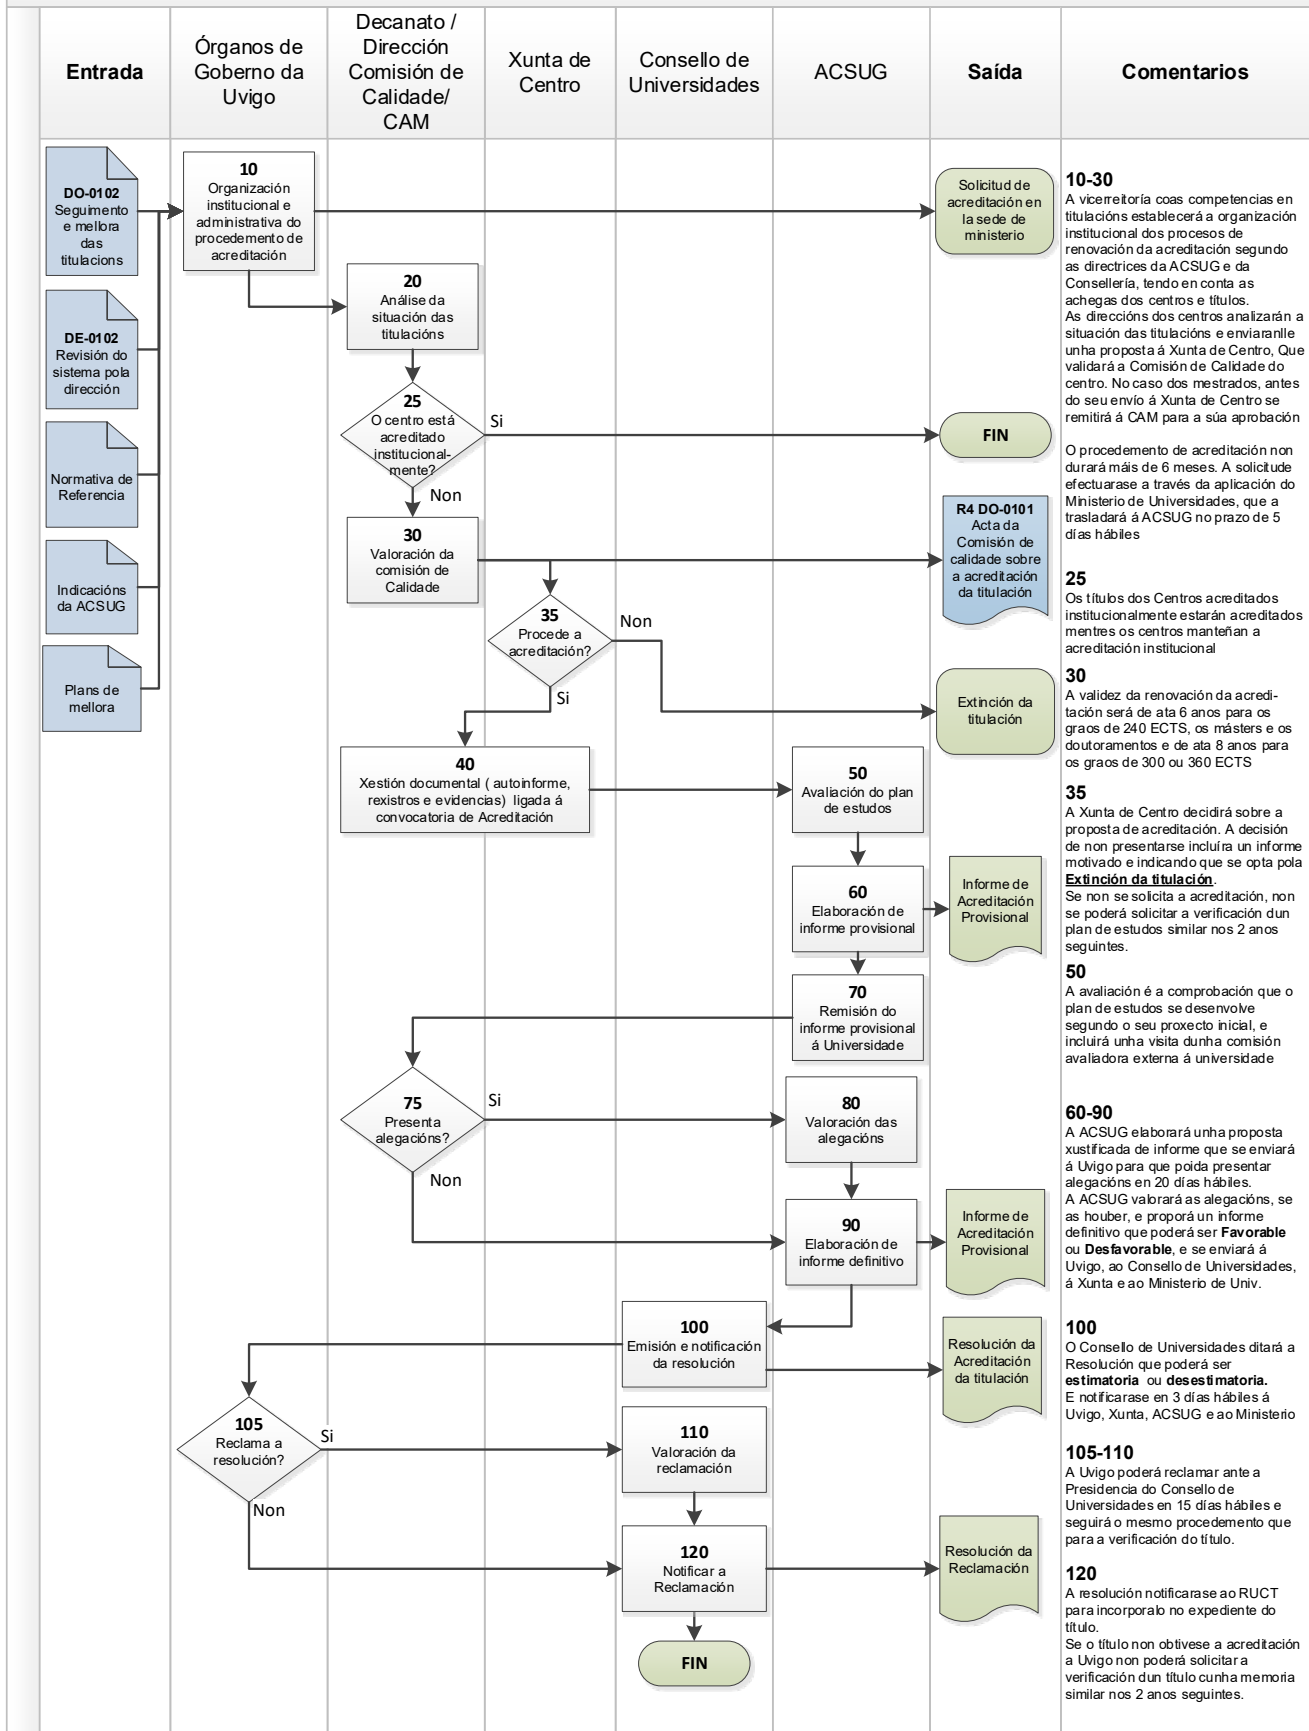 Entrada
Órganos de
Goberno da
Uvigo
Decanato /
Dirección
Comisión de
Calidade/
CAM
Xunta de
Centro
Consello de
Universidades
ACSUG
Saída
Comentarios
DO-0102
Seguimento
e mellora
das
titulacions
DE-0102
Revisión do
sistema pola
dirección
Normativa de
Referencia
Indicacións
da ACSUG
Plans de
mellora
10
Organización
institucional e
administrativa do
procedemento de
acreditación
Solicitud de
acreditación en
la sede de
ministerio
20
Análise da
situación das
titulacións
25
O centro está
acreditado
institucional-
mente?
Si
FIN
Non
30
Valoración da
comisión de
Calidade
R4 DO-0101
Acta da
Comisión de
calidade sobre
a acreditación
da titulación
35
Procede a
acreditación?
Non
Si
Extinción da
titulación
40
Xestión documental ( autoinforme,
rexistros e evidencias) ligada á
convocatoria de Acreditación
50
Avaliación do plan
de estudos
60
Elaboración de
informe provisional
Informe de
Acreditación
Provisional
70
Remisión do
informe provisional
á Universidade
75
Presenta
alegacións?
Si
Non
80
Valoración das
alegacións
90
Elaboración de
informe definitivo
Informe de
Acreditación
Provisional
100
Emisión e notificación
da resolución
Resolución da
Acreditación
da titulación
105
Reclama a
resolución?
Si
Non
110
Valoración da
reclamación
120
Notificar a
Reclamación
Resolución da
Reclamación
FIN
10-30
A vicerreitoría coas competencias en
titulacións establecerá a organización
institucional dos procesos de
renovación da acreditación segundo
as directrices da ACSUG e da
Consellería, tendo en conta as
achegas dos centros e títulos.
As direccións dos centros analizarán a
situación das titulacións e enviaranlle
unha proposta á Xunta de Centro, Que
validará a Comisión de Calidade do
centro. No caso dos mestrados, antes
do seu envío á Xunta de Centro se
remitirá á CAM para a súa aprobación
O procedemento de acreditación non
durará máis de 6 meses. A solicitude
efectuarase a través da aplicación do
Ministerio de Universidades, que a
trasladará á ACSUG no prazo de 5
días hábiles
25
Os títulos dos Centros acreditados
institucionalmente estarán acreditados
mentres os centros manteñan a
acreditación institucional
30
A validez da renovación da acredi-
tación será de ata 6 anos para os
graos de 240 ECTS, os másters e os
doutoramentos e de ata 8 anos para
os graos de 300 ou 360 ECTS
35
A Xunta de Centro decidirá sobre a
proposta de acreditación. A decisión
de non presentarse incluíra un informe
motivado e indicando que se opta pola
Extinción da titulación.
Se non se solicita a acreditación, non
se poderá solicitar a verificación dun
plan de estudos similar nos 2 anos
seguintes.
50
A avaliación é a comprobación que o
plan de estudos se desenvolve
segundo o seu proxecto inicial, e
incluirá unha visita dunha comisión
avaliadora externa á universidade
60-90
A ACSUG elaborará unha proposta
xustificada de informe que se enviará
á Uvigo para que poida presentar
alegacións en 20 días hábiles.
A ACSUG valorará as alegacións, se
as houber, e proporá un informe
definitivo que poderá ser Favorable
ou Desfavorable, e se enviará á
Uvigo, ao Consello de Universidades,
á Xunta e ao Ministerio de Univ.
100
O Consello de Universidades ditará a
Resolución que poderá ser
estimatoria ou desestimatoria.
E notificarase en 3 días hábiles á
Uvigo, Xunta, ACSUG e ao Ministerio
105-110
A Uvigo poderá reclamar ante a
Presidencia do Consello de
Universidades en 15 días hábiles e
seguirá o mesmo procedemento que
para a verificación do título.
120
A resolución notificarase ao RUCT
para incorporalo no expediente do
título.
Se o título non obtivese a acreditación
a Uvigo non poderá solicitar a
verificación dun título cunha memoria
similar nos 2 anos seguintes.